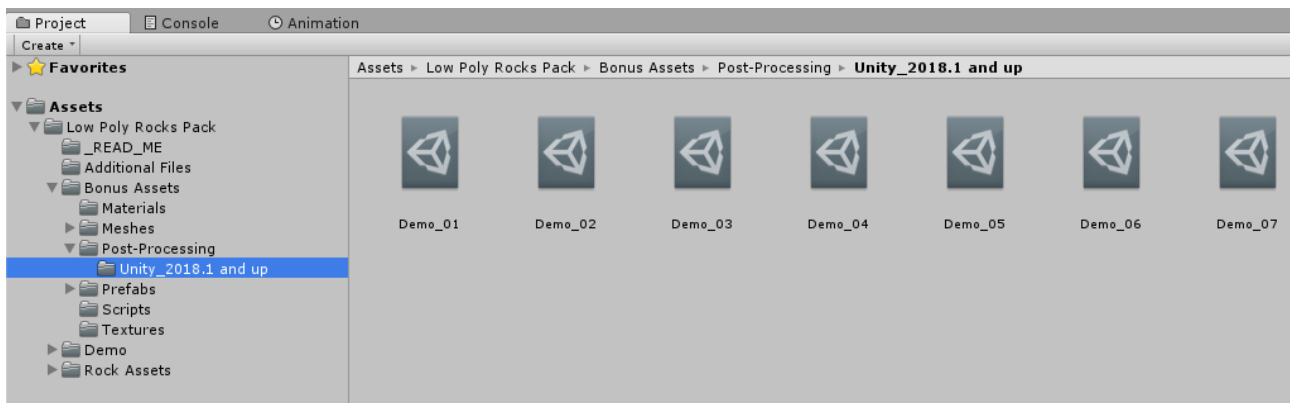 Project Console Animation
Create
Favorites
Assets ▸ Low Poly Rocks Pack ▸ Bonus Assets ▸ Post-Processing ▸ Unity_2018.1 and up
Assets
Low Poly Rocks Pack
_READ_ME
Additional Files
Bonus Assets
Materials
Meshes
Post-Processing
Unity_2018.1 and up
Prefabs
Scripts
Textures
Demo
Rock Assets
Demo_01 Demo_02 Demo_03 Demo_04 Demo_05 Demo_06 Demo_07